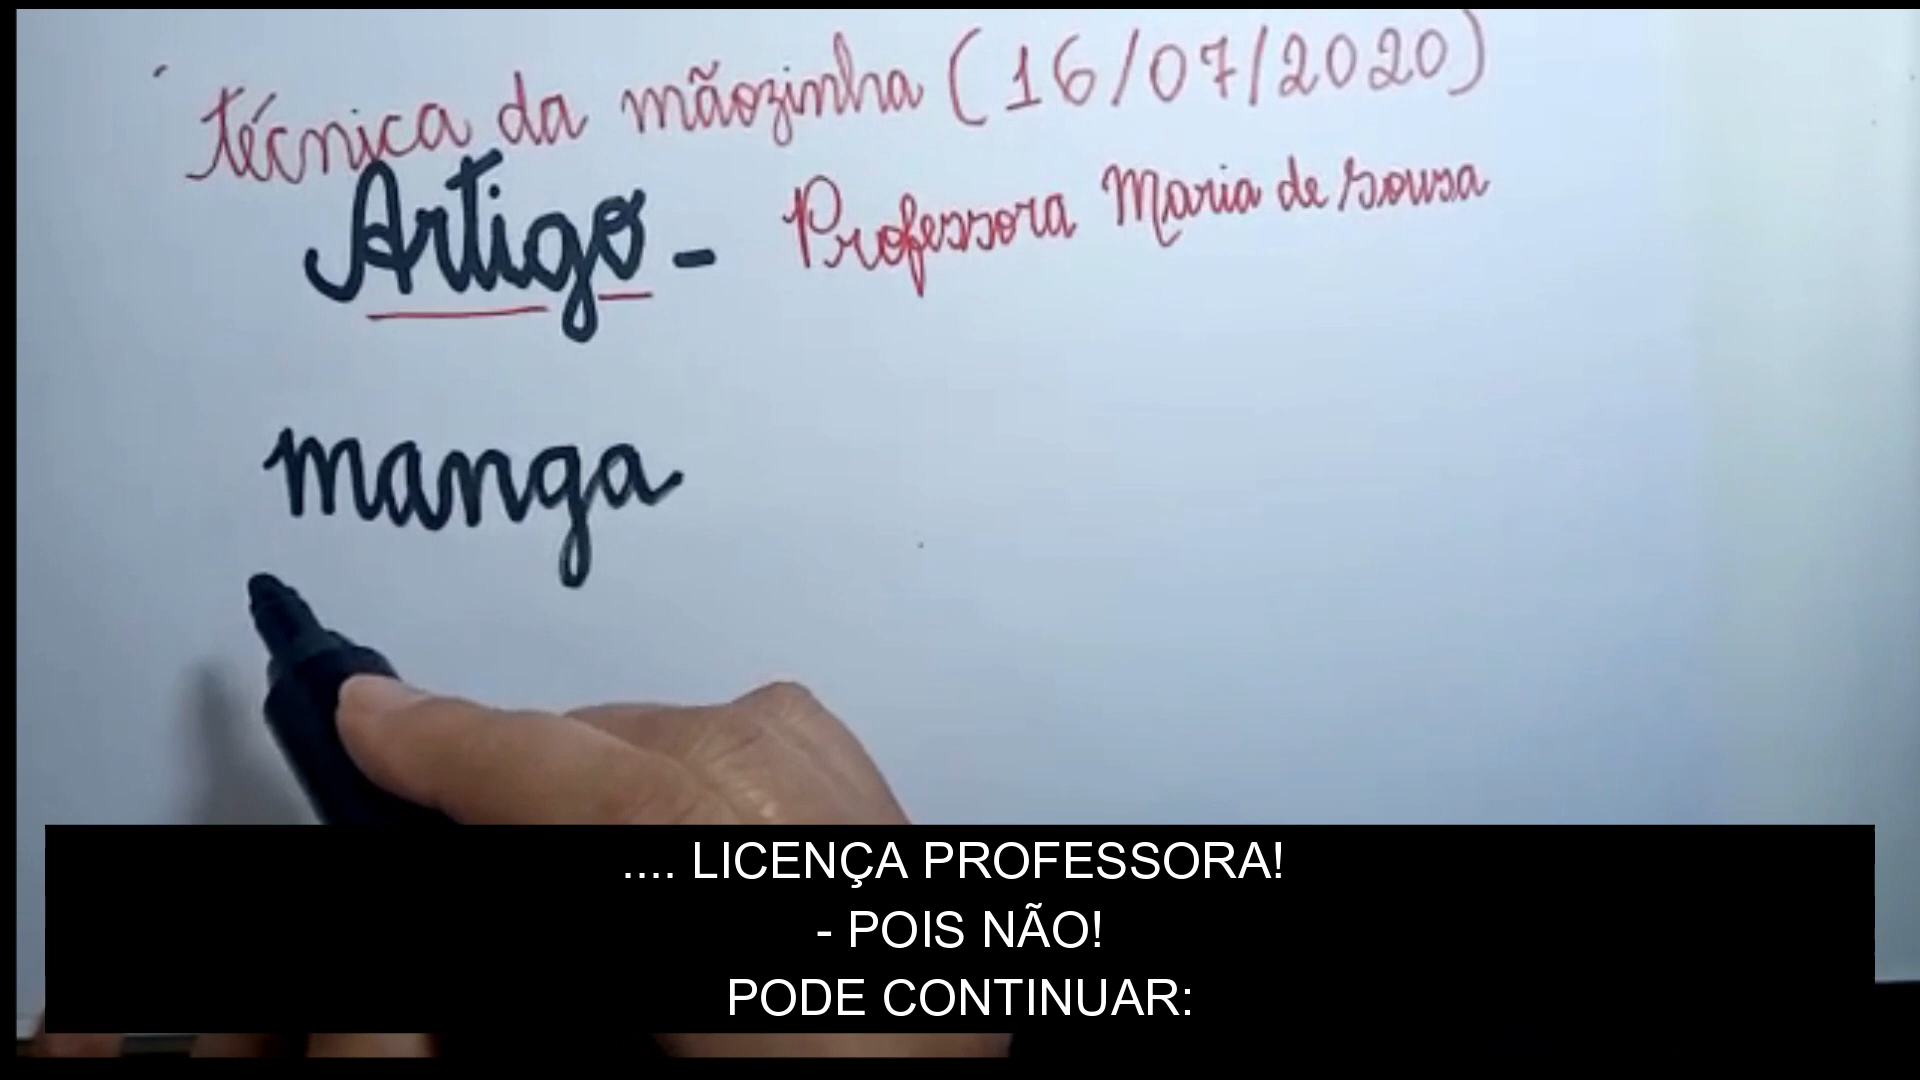 técnica da mãozinha (16/07/2020)
Artigo - Professora Maria de Sousa
manga
.... LICENÇA PROFESSORA!
- POIS NÃO!
PODE CONTINUAR: